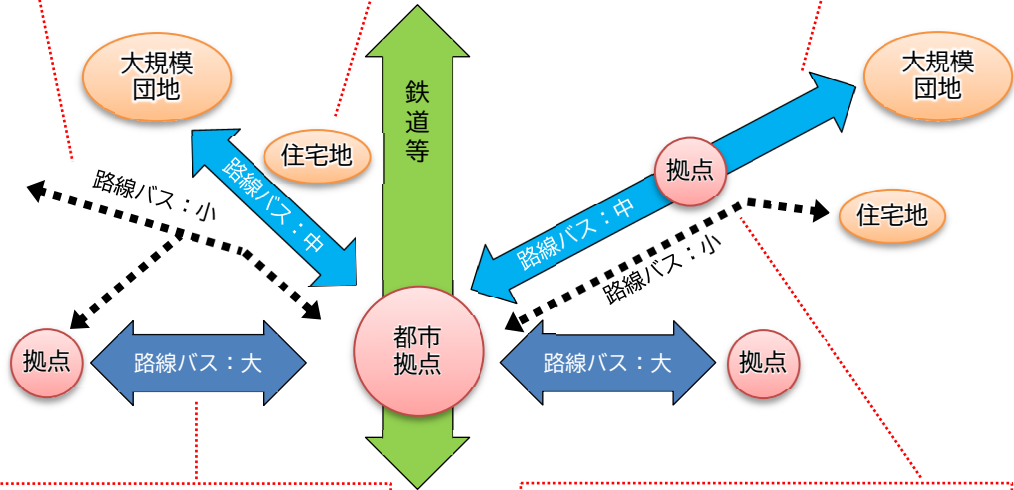 大規模
団地
大規模
団地
鉄
道
等
住宅地
拠点
路線バス：小
路線バス：中
路線バス：中
路線バス：小
住宅地
都市
拠点
拠点
路線バス：大
路線バス：大
拠点